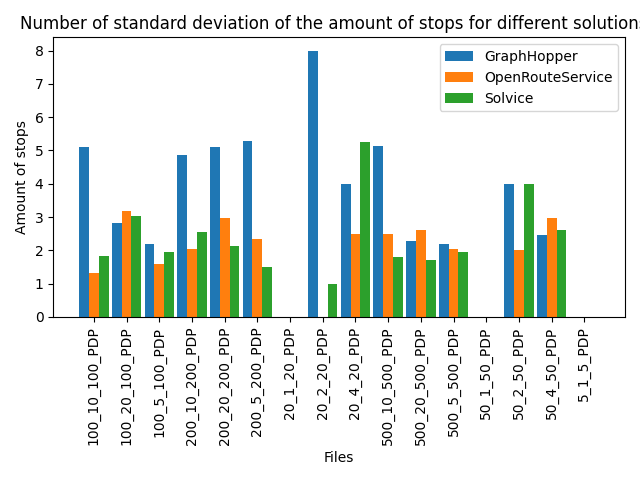 Number of standard deviation of the amount of stops for different solution
GraphHopper
OpenRouteService
Solvice
Amount of stops
8
7
6
5
4
3
2
1
0
100_10_100_PDP
100_20_100_PDP
100_5_100_PDP
200_10_200_PDP
200_20_200_PDP
200_5_200_PDP
20_1_20_PDP
20_2_20_PDP
20_4_20_PDP
500_10_500_PDP
500_20_500_PDP
500_5_500_PDP
50_1_50_PDP
50_2_50_PDP
50_4_50_PDP
5_1_5_PDP
Files